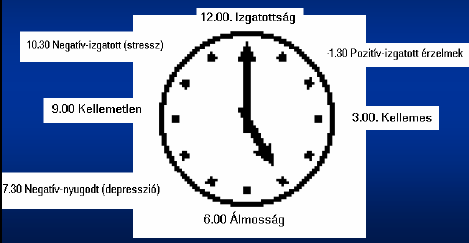 12.00. Izgatottság
10.30 Negatív-izgatott (stressz)
-1.30 Pozitív-izgatott érzelmek
9.00 Kellemetlen
3.00. Kellemes
7.30 Negatív-nyugodt (depresszió)
6.00 Álmosság